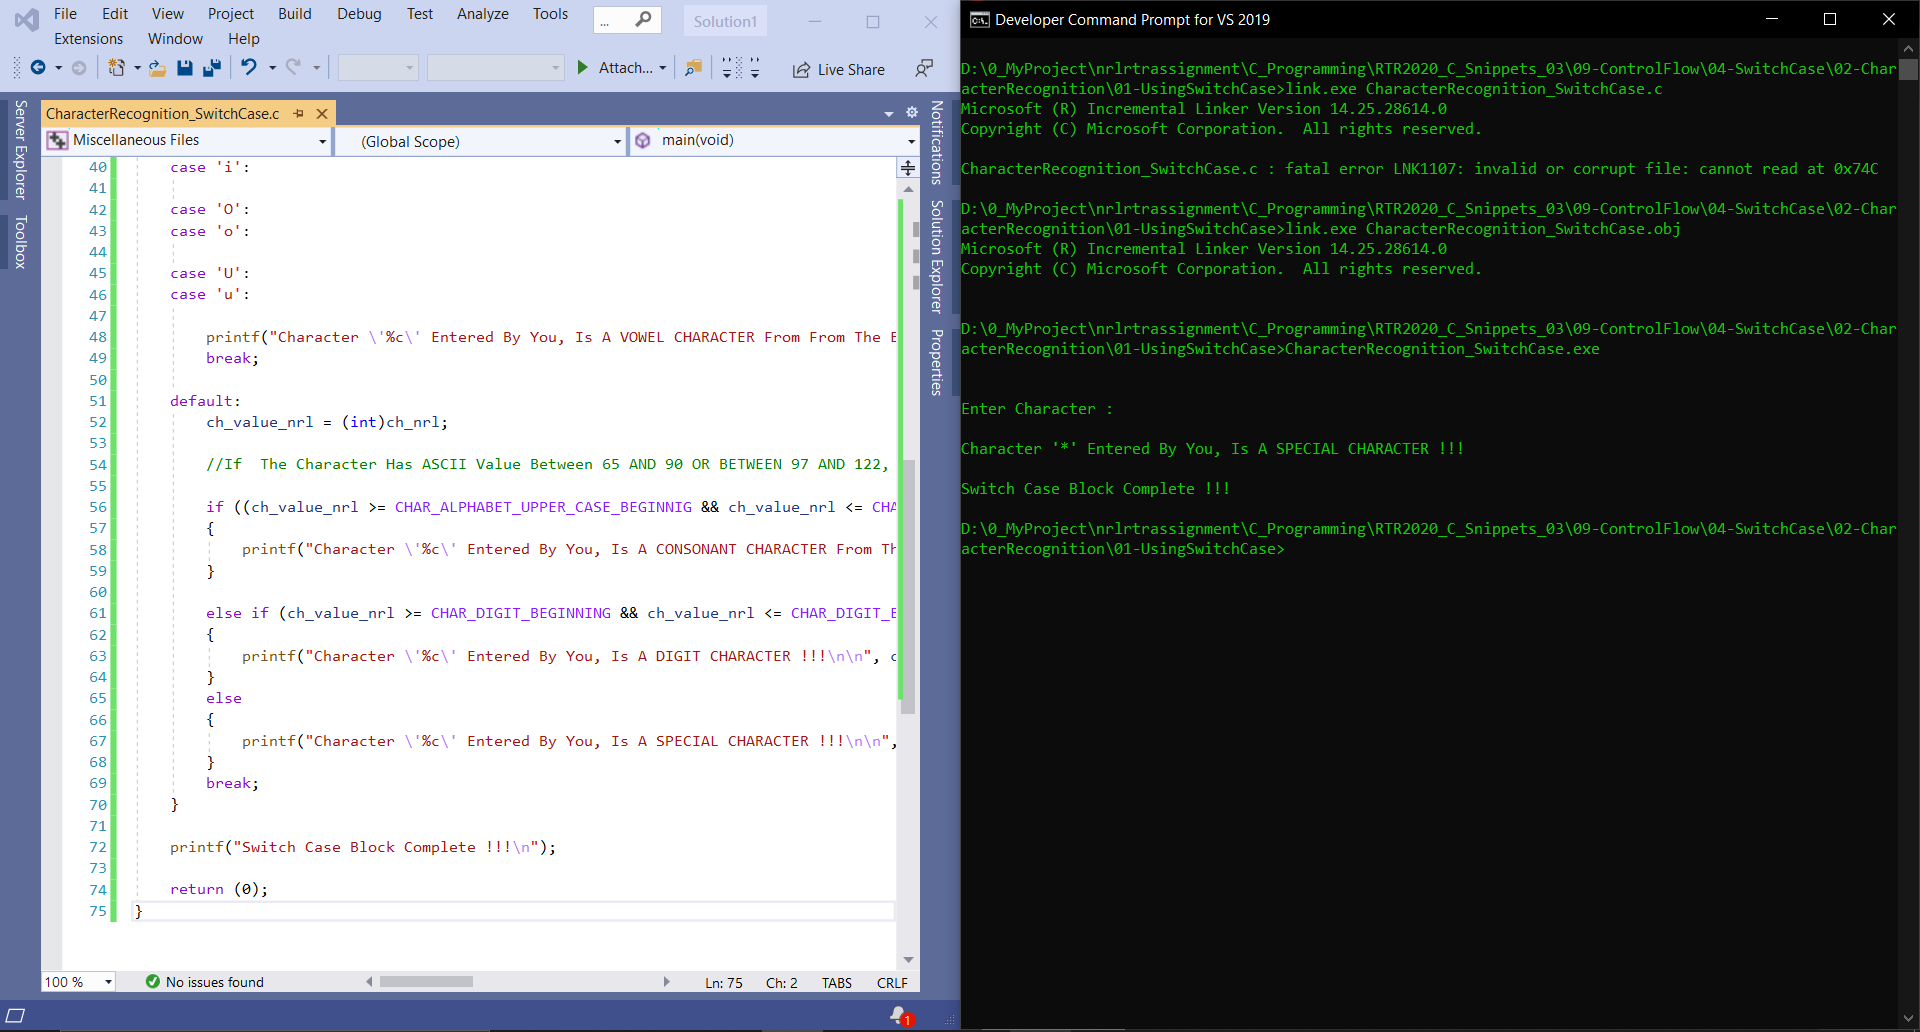 File Edit View Project Build Debug Test Analyze Tools ... Solution1
Extensions Window Help
Attach... Live Share
Server Explorer
Toolbox
CharacterRecognition_SwitchCase.c
Miscellaneous Files (Global Scope) main(void)
40 case 'i':
41
42 case 'O':
43 case 'o':
44
45 case 'U':
46 case 'u':
47
48 printf("Character \'%c\' Entered By You, Is A VOWEL CHARACTER From From The E
49 break;
50
51 default:
52 ch_value_nrl = (int)ch_nrl;
53
54 //If  The Character Has ASCII Value Between 65 AND 90 OR BETWEEN 97 AND 122,
55
56 if ((ch_value_nrl >= CHAR_ALPHABET_UPPER_CASE_BEGINNIG && ch_value_nrl <= CHA
57 {
58 printf("Character \'%c\' Entered By You, Is A CONSONANT CHARACTER From Th
59 }
60
61 else if (ch_value_nrl >= CHAR_DIGIT_BEGINNING && ch_value_nrl <= CHAR_DIGIT_E
62 {
63 printf("Character \'%c\' Entered By You, Is A DIGIT CHARACTER !!!\n\n", c
64 }
65 else
66 {
67 printf("Character \'%c\' Entered By You, Is A SPECIAL CHARACTER !!!\n\n",
68 }
69 break;
70 }
71
72 printf("Switch Case Block Complete !!!\n");
73
74 return (0);
75 }
100 % No issues found Ln: 75 Ch: 2 TABS CRLF
1
Notifications
Solution Explorer
Properties
Developer Command Prompt for VS 2019
D:\0_MyProject\nrlrtrassignment\C_Programming\RTR2020_C_Snippets_03\09-ControlFlow\04-SwitchCase\02-Char
acterRecognition\01-UsingSwitchCase>link.exe CharacterRecognition_SwitchCase.c
Microsoft (R) Incremental Linker Version 14.25.28614.0
Copyright (C) Microsoft Corporation.  All rights reserved.
CharacterRecognition_SwitchCase.c : fatal error LNK1107: invalid or corrupt file: cannot read at 0x74C
D:\0_MyProject\nrlrtrassignment\C_Programming\RTR2020_C_Snippets_03\09-ControlFlow\04-SwitchCase\02-Char
acterRecognition\01-UsingSwitchCase>link.exe CharacterRecognition_SwitchCase.obj
Microsoft (R) Incremental Linker Version 14.25.28614.0
Copyright (C) Microsoft Corporation.  All rights reserved.
D:\0_MyProject\nrlrtrassignment\C_Programming\RTR2020_C_Snippets_03\09-ControlFlow\04-SwitchCase\02-Char
acterRecognition\01-UsingSwitchCase>CharacterRecognition_SwitchCase.exe
Enter Character :
Character '*' Entered By You, Is A SPECIAL CHARACTER !!!
Switch Case Block Complete !!!
D:\0_MyProject\nrlrtrassignment\C_Programming\RTR2020_C_Snippets_03\09-ControlFlow\04-SwitchCase\02-Char
acterRecognition\01-UsingSwitchCase>